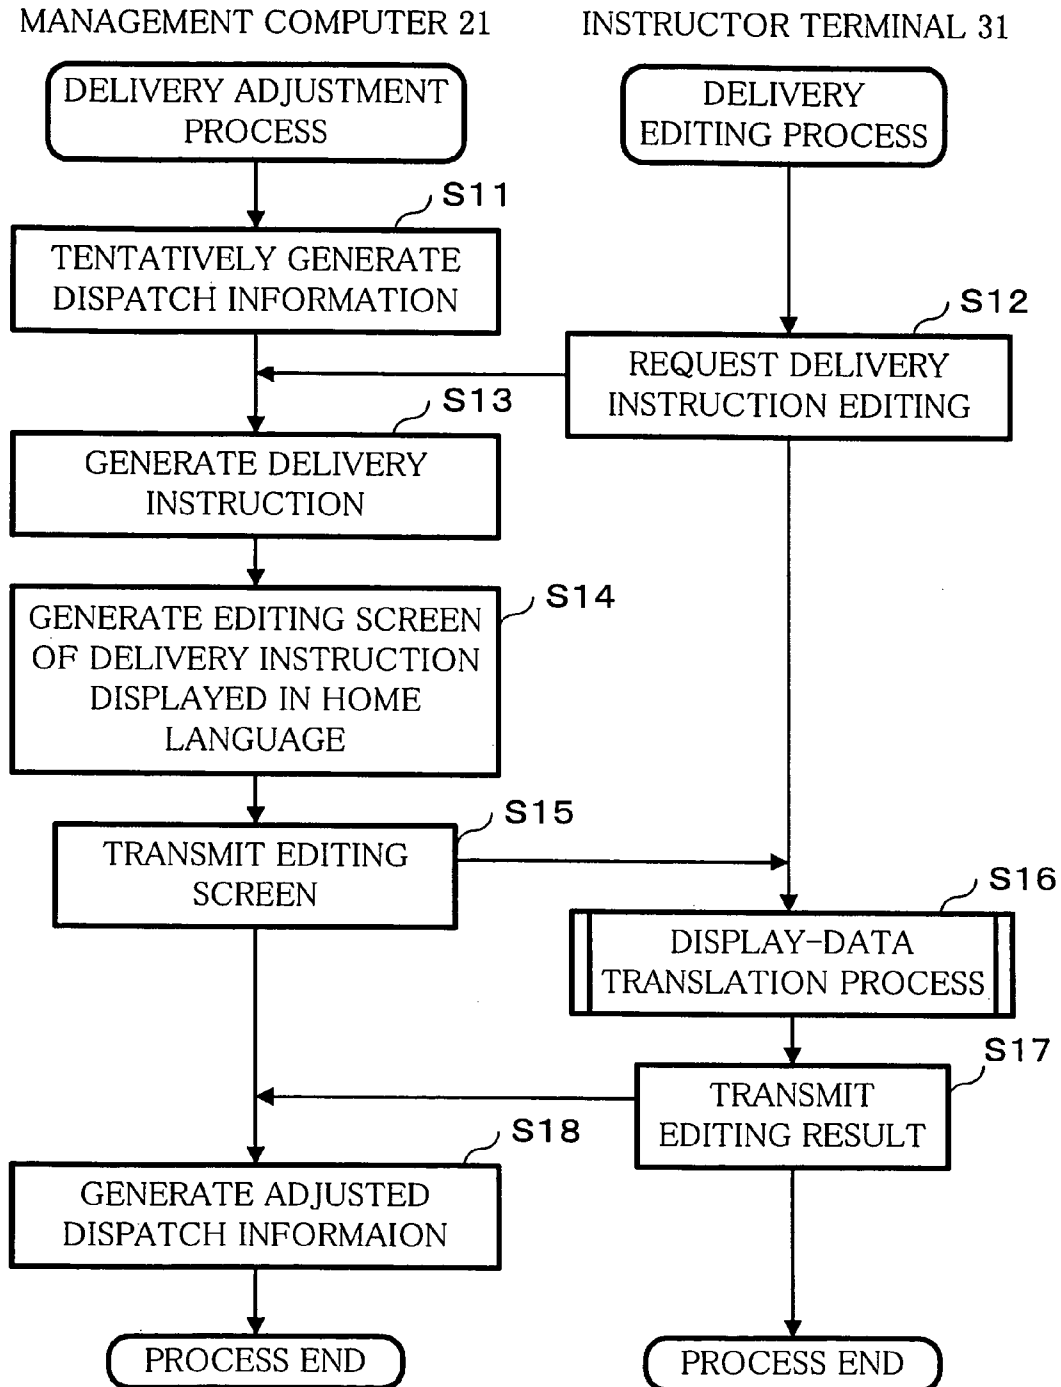 MANAGEMENT COMPUTER 21
INSTRUCTOR TERMINAL 31
DELIVERY ADJUSTMENT
PROCESS
DELIVERY
EDITING PROCESS
S11
TENTATIVELY GENERATE
DISPATCH INFORMATION
S12
REQUEST DELIVERY
INSTRUCTION EDITING
S13
GENERATE DELIVERY
INSTRUCTION
S14
GENERATE EDITING SCREEN
OF DELIVERY INSTRUCTION
DISPLAYED IN HOME
LANGUAGE
S15
TRANSMIT EDITING
SCREEN
S16
DISPLAY-DATA
TRANSLATION PROCESS
S17
TRANSMIT
EDITING RESULT
S18
GENERATE ADJUSTED
DISPATCH INFORMAION
PROCESS END
PROCESS END